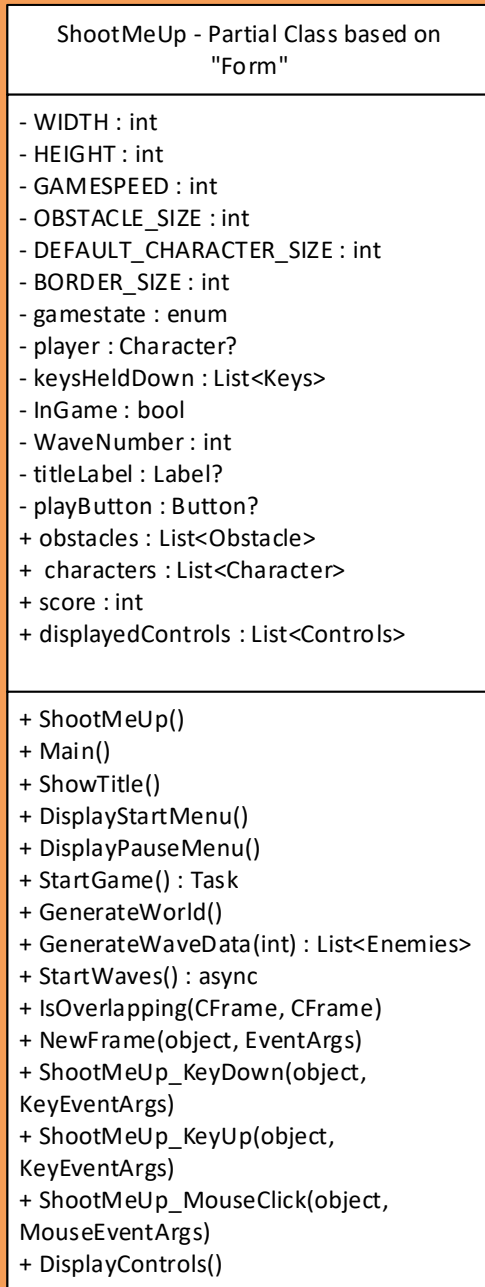 ShootMeUp - Partial Class based on
"Form"
- WIDTH : int
- HEIGHT : int
- GAMESPEED : int
- OBSTACLE_SIZE : int
- DEFAULT_CHARACTER_SIZE : int
- BORDER_SIZE : int
- gamestate : enum
- player : Character?
- keysHeldDown : List<Keys>
- InGame : bool
- WaveNumber : int
- titleLabel : Label?
- playButton : Button?
+ obstacles : List<Obstacle>
+ characters : List<Character>
+ score : int
+ displayedControls : List<Controls>
+ ShootMeUp()
+ Main()
+ ShowTitle()
+ DisplayStartMenu()
+ DisplayPauseMenu()
+ StartGame() : Task
+ GenerateWorld()
+ GenerateWaveData(int) : List<Enemies>
+ StartWaves() : async
+ IsOverlapping(CFrame, CFrame)
+ NewFrame(object, EventArgs)
+ ShootMeUp_KeyDown(object,
KeyEventArgs)
+ ShootMeUp_KeyUp(object,
KeyEventArgs)
+ ShootMeUp_MouseClick(object,
MouseEventArgs)
+ DisplayControls()